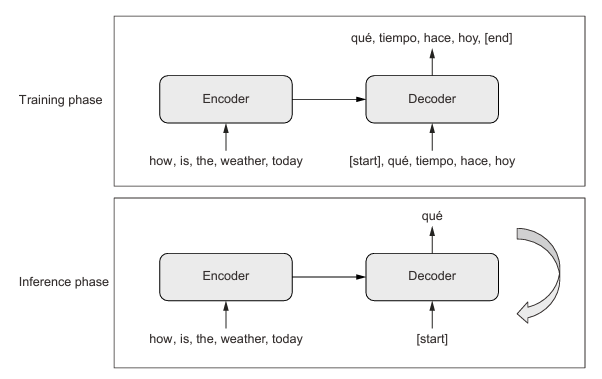 qué, tiempo, hace, hoy, [end]
Training phase
Encoder
Decoder
how, is, the, weather, today
[start], qué, tiempo, hace, hoy
qué
Inference phase
Encoder
Decoder
how, is, the, weather, today
[start]